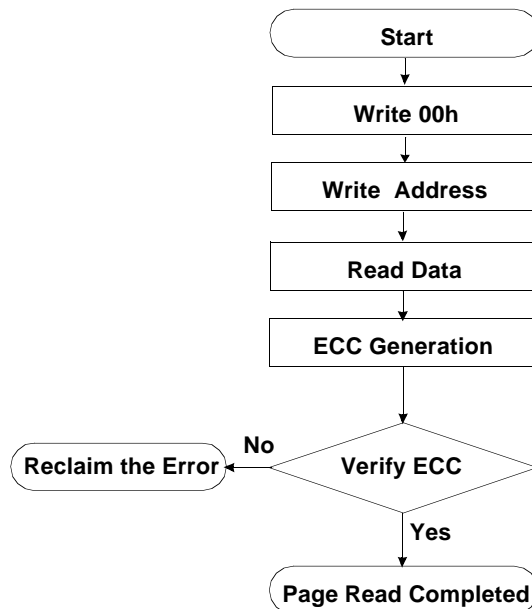 Start
Write 00h
Write Address
Read Data
ECC Generation
No
Reclaim the Error
Verify ECC
Yes
Page Read Completed